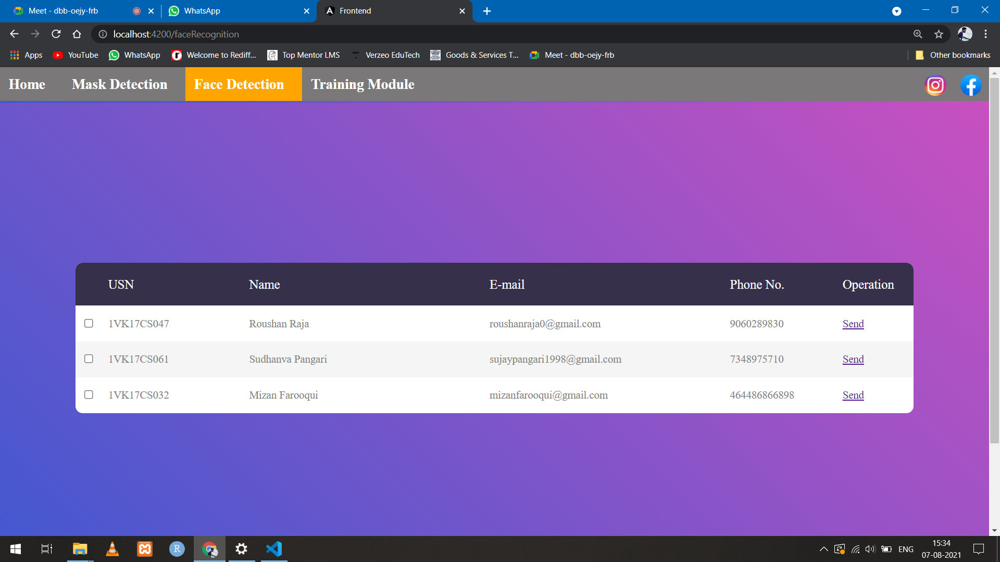 Meet - dbb-oejy-frb WhatsApp Frontend
localhost:4200/faceRecognition
Apps YouTube WhatsApp Welcome to Rediff... Top Mentor LMS Verzeo EduTech Goods & Services T... Meet - dbb-oejy-frb Other bookmarks
Home Mask Detection Face Detection Training Module
USN Name E-mail Phone No. Operation
1VK17CS047 Roushan Raja roushanraja0@gmail.com 9060289830 Send
1VK17CS061 Sudhanva Pangari sujaypangari1998@gmail.com 7348975710 Send
1VK17CS032 Mizan Farooqui mizanfarooqui@gmail.com 464486866898 Send
R
ENG
15:34
07-08-2021